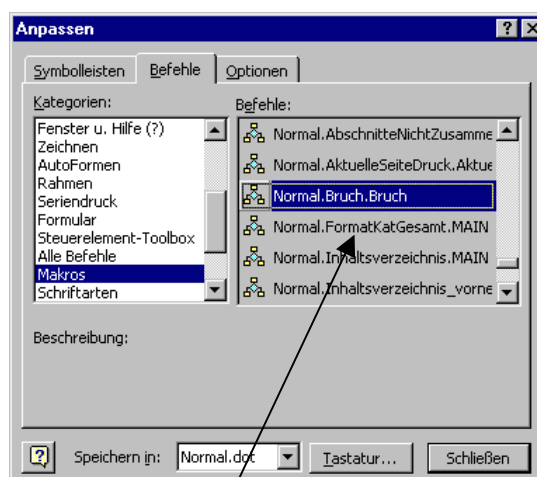 Anpassen
Symbolleisten Befehle Optionen
Kategorien:
Fenster u. Hilfe (?)
Zeichnen
AutoFormen
Rahmen
Seriendruck
Formular
Steuerelement-Toolbox
Alle Befehle
Makros
Schriftarten
Befehle:
Normal.AbschnitteNichtZusamme
Normal.AktuelleSeiteDruck.Aktue
Normal.Bruch.Bruch
Normal.FormatKatGesamt.MAIN
Normal.Inhaltsverzeichnis.MAIN
Normal.Inhaltsverzeichnis_vorne
Beschreibung:
Speichern in: Normal.dot Tastatur... Schließen